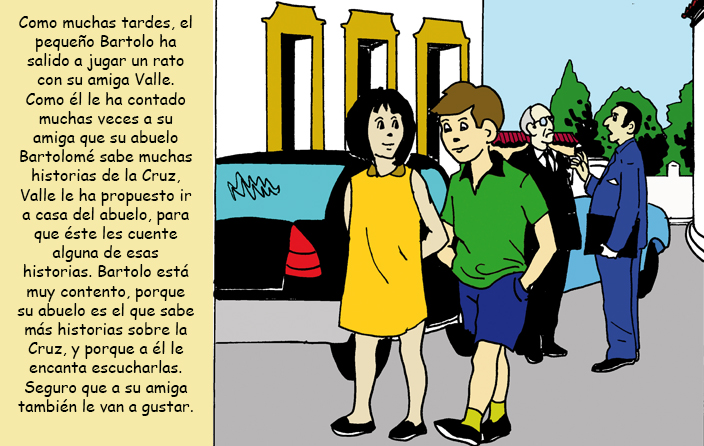 Como muchas tardes, el
pequeño Bartolo ha
salido a jugar un rato
con su amiga Valle.
Como él le ha contado
muchas veces a su
amiga que su abuelo
Bartolomé sabe muchas
historias de la Cruz,
Valle le ha propuesto ir
a casa del abuelo, para
que éste les cuente
alguna de esas
historias. Bartolo está
muy contento, porque
su abuelo es el que sabe
más historias sobre la
Cruz, y porque a él le
encanta escucharlas.
Seguro que a su amiga
también le van a gustar.